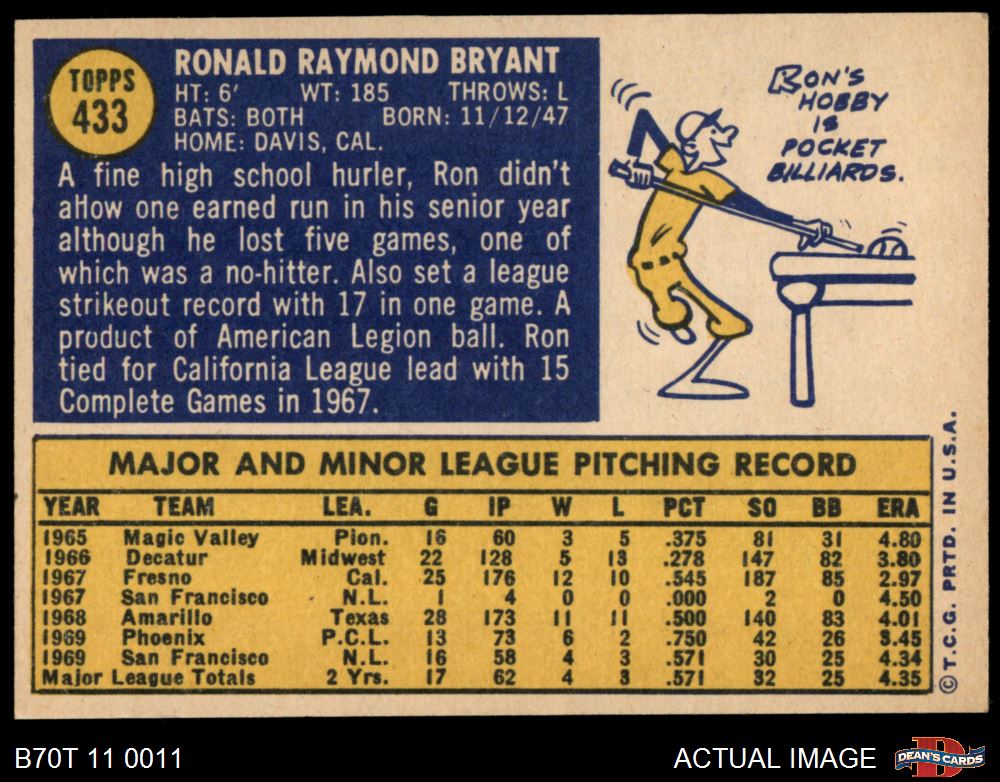 TOPPS
433
RONALD RAYMOND BRYANT
HT: 6' WT: 185 THROWS: L
BATS: BOTH BORN: 11/12/47
HOME: DAVIS, CAL.
A fine high school hurler, Ron didn't
allow one earned run in his senior year
although he lost five games, one of
which was a no-hitter. Also set a league
strikeout record with 17 in one game. A
product of American Legion ball. Ron
tied for California League lead with 15
Complete Games in 1967.
RON'S
HOBBY
IS
POCKET
BILLIARDS.
MAJOR AND MINOR LEAGUE PITCHING RECORD
YEAR TEAM LEA. G IP W L PCT SO BB ERA
1965 Magic Valley Pion. 16 60 3 5 .375 81 31 4.80
1966 Decatur Midwest 22 128 5 13 .278 147 82 3.80
1967 Fresno Cal. 25 176 12 10 .545 187 85 2.97
1967 San Francisco N.L. 1 4 0 0 .000 2 0 4.50
1968 Amarillo Texas 28 173 11 11 .500 140 83 4.01
1969 Phoenix P.C.L. 13 73 6 2 .750 42 26 3.45
1969 San Francisco N.L. 16 58 4 3 .571 30 25 4.34
Major League Totals 2 Yrs. 17 62 4 3 .571 32 25 4.35
© T.C.G. PRTD. IN U.S.A.
B70T 11 0011 ACTUAL IMAGE
D
DEAN'S CARDS